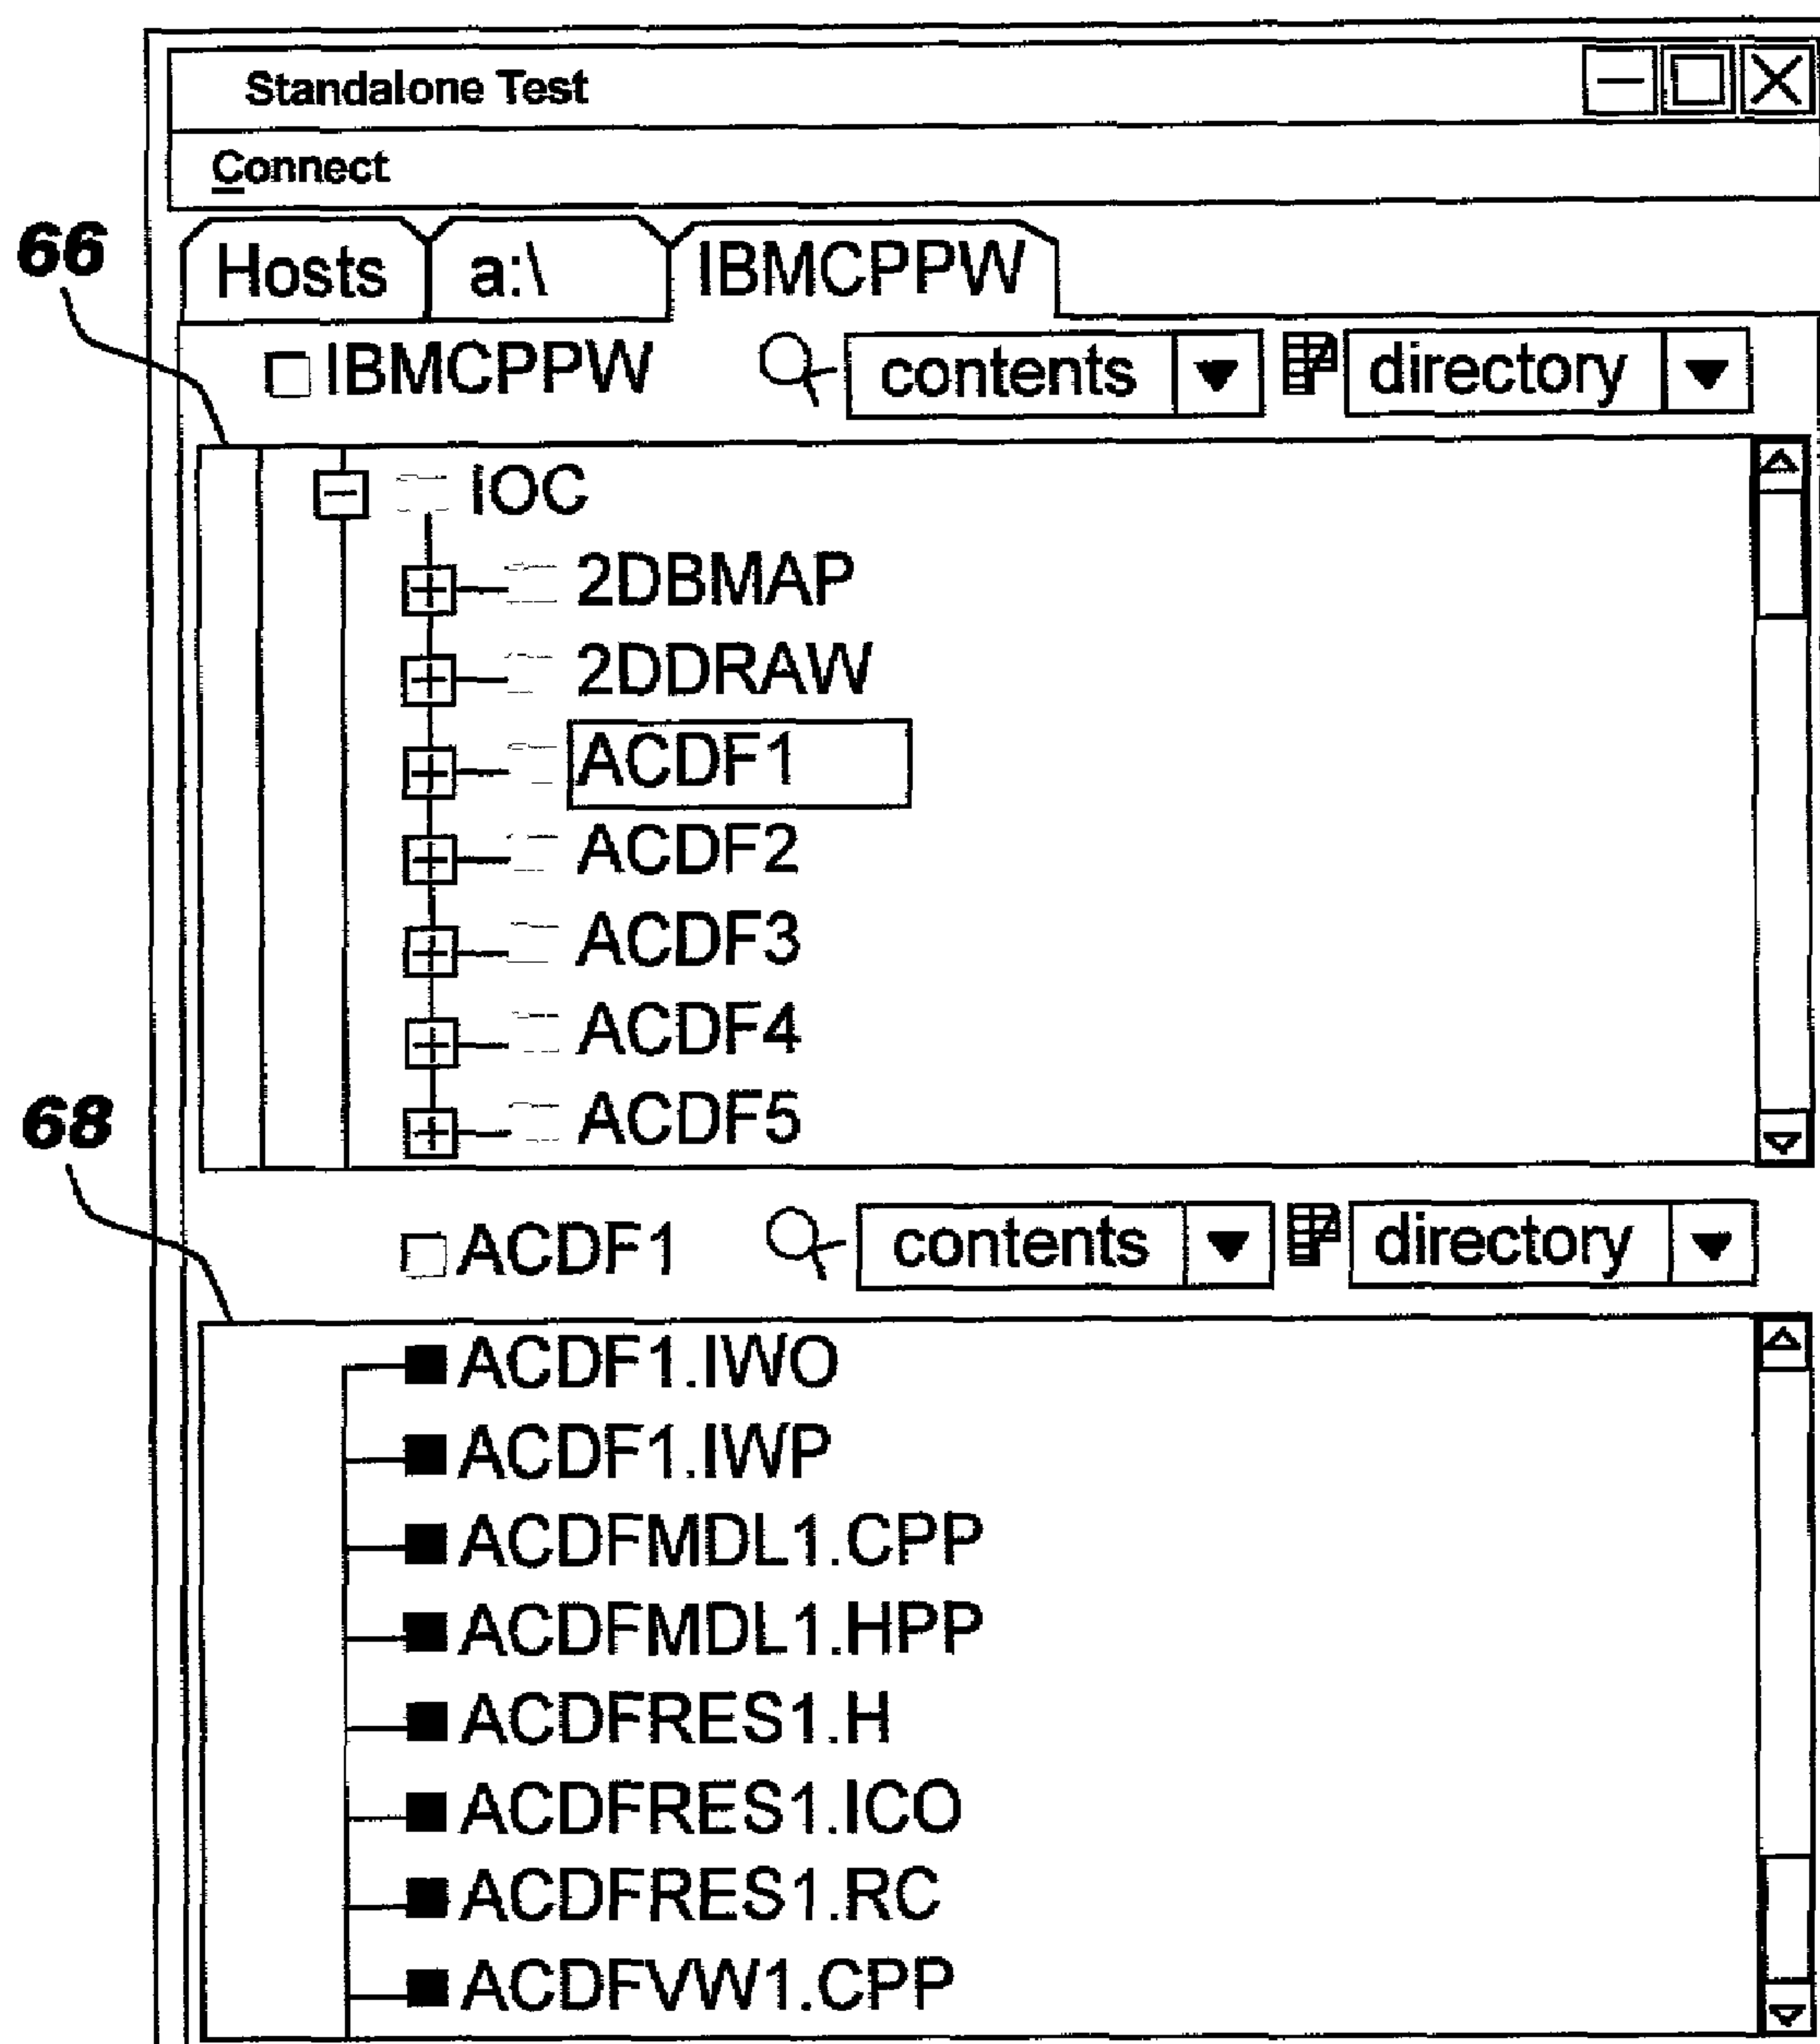 Standalone Test
Connect
66
Hosts a:\ IBMCPPW
IBMCPPW contents directory
IOC
2DBMAP
2DDRAW
ACDF1
ACDF2
ACDF3
ACDF4
ACDF5
68
ACDF1 contents directory
ACDF1.IWO
ACDF1.IWP
ACDFMDL1.CPP
ACDFMDL1.HPP
ACDFRES1.H
ACDFRES1.ICO
ACDFRES1.RC
ACDFVW1.CPP